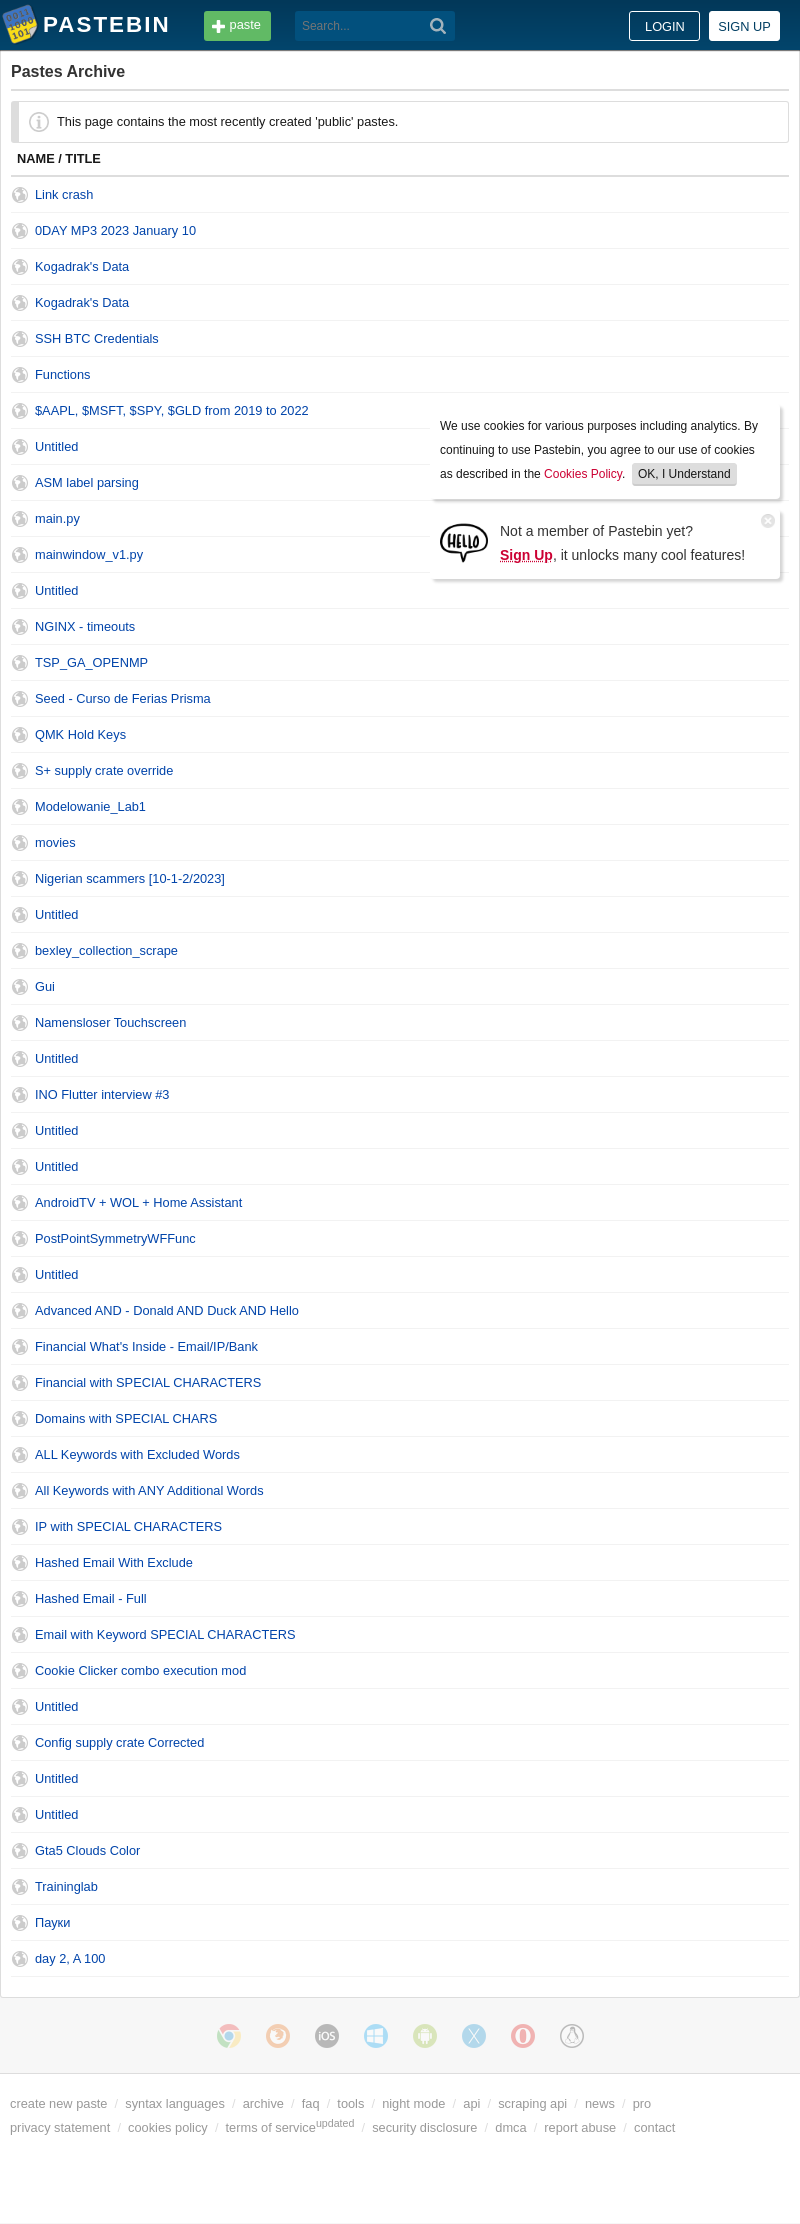 PASTEBIN paste Search... LOGIN SIGN UP
Pastes Archive
This page contains the most recently created 'public' pastes.
NAME / TITLE
Link crash
0DAY MP3 2023 January 10
Kogadrak's Data
Kogadrak's Data
SSH BTC Credentials
Functions
$AAPL, $MSFT, $SPY, $GLD from 2019 to 2022
Untitled
ASM label parsing
main.py
mainwindow_v1.py
Untitled
NGINX - timeouts
TSP_GA_OPENMP
Seed - Curso de Ferias Prisma
QMK Hold Keys
S+ supply crate override
Modelowanie_Lab1
movies
Nigerian scammers [10-1-2/2023]
Untitled
bexley_collection_scrape
Gui
Namensloser Touchscreen
Untitled
INO Flutter interview #3
Untitled
Untitled
AndroidTV + WOL + Home Assistant
PostPointSymmetryWFFunc
Untitled
Advanced AND - Donald AND Duck AND Hello
Financial What's Inside - Email/IP/Bank
Financial with SPECIAL CHARACTERS
Domains with SPECIAL CHARS
ALL Keywords with Excluded Words
All Keywords with ANY Additional Words
IP with SPECIAL CHARACTERS
Hashed Email With Exclude
Hashed Email - Full
Email with Keyword SPECIAL CHARACTERS
Cookie Clicker combo execution mod
Untitled
Config supply crate Corrected
Untitled
Untitled
Gta5 Clouds Color
Traininglab
Пауки
day 2, A 100
We use cookies for various purposes including analytics. By
continuing to use Pastebin, you agree to our use of cookies
as described in the Cookies Policy. OK, I Understand
HELLO
Not a member of Pastebin yet?
Sign Up, it unlocks many cool features!
iOS
create new paste / syntax languages / archive / faq / tools / night mode / api / scraping api / news / pro
privacy statement / cookies policy / terms of serviceupdated / security disclosure / dmca / report abuse / contact